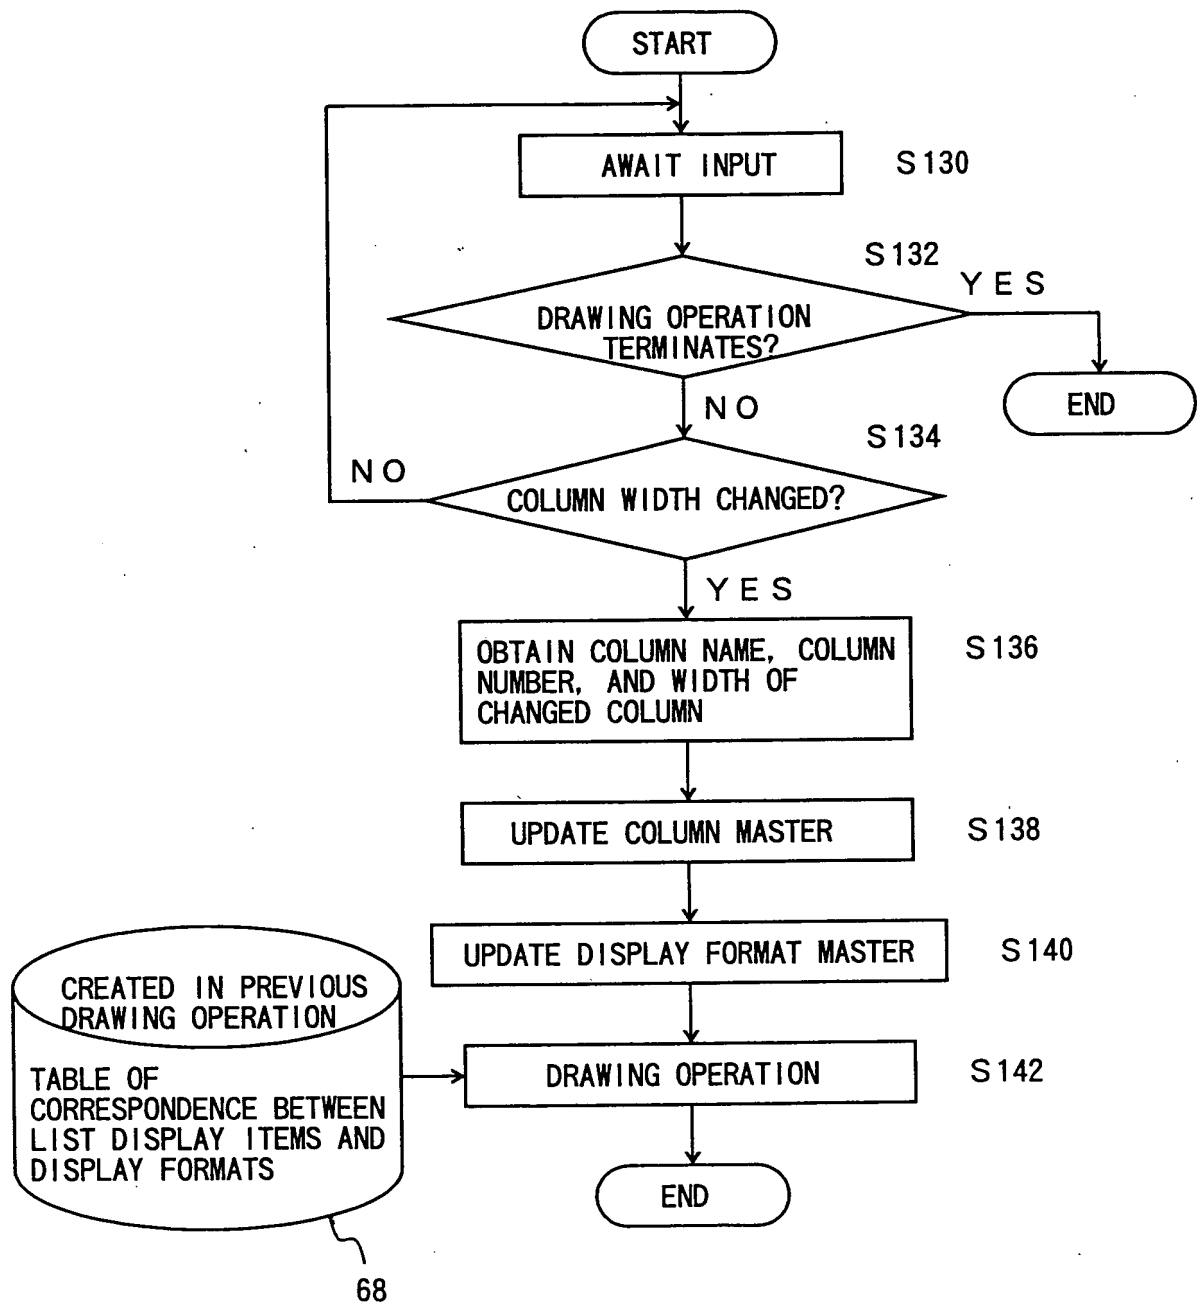 START
AWAIT INPUT
S130
S132
YES
DRAWING OPERATION
TERMINATES?
END
NO
S134
NO
COLUMN WIDTH CHANGED?
YES
OBTAIN COLUMN NAME, COLUMN
NUMBER, AND WIDTH OF
CHANGED COLUMN
S136
UPDATE COLUMN MASTER
S138
UPDATE DISPLAY FORMAT MASTER
S140
CREATED IN PREVIOUS
DRAWING OPERATION
TABLE OF
CORRESPONDENCE BETWEEN
LIST DISPLAY ITEMS AND
DISPLAY FORMATS
DRAWING OPERATION
S142
END
68